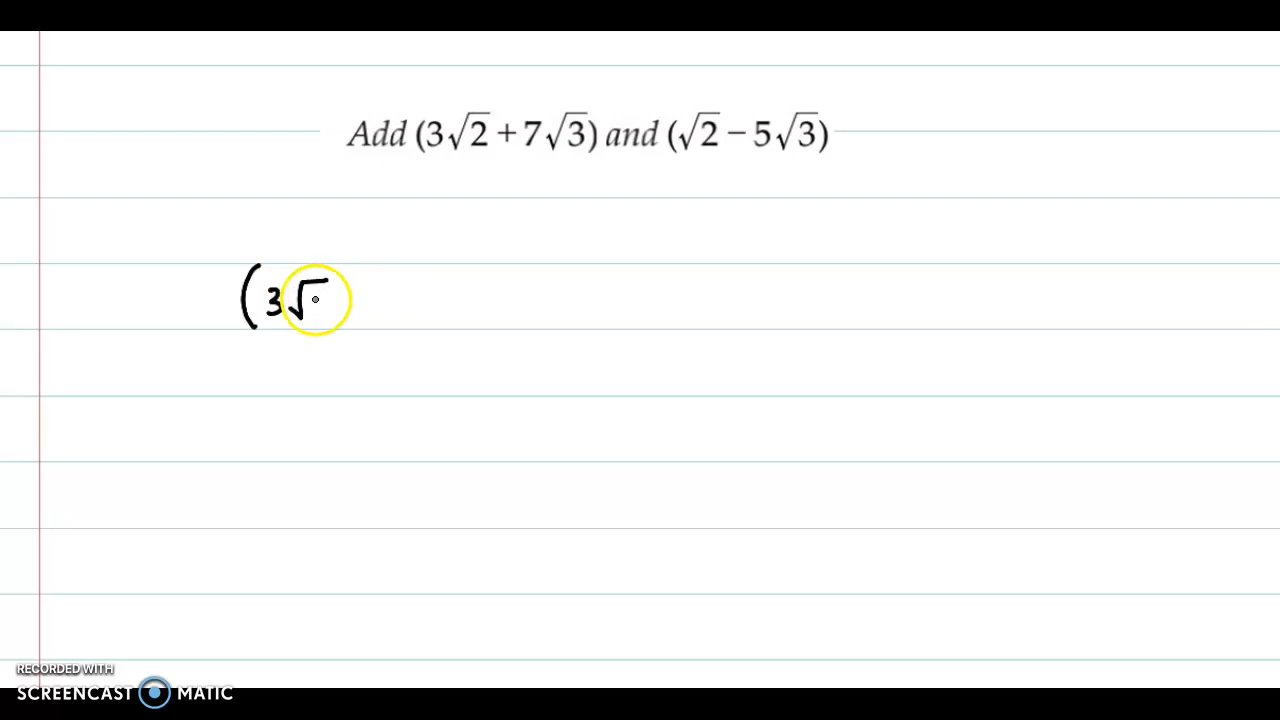 Add (3√2 + 7√3) and (√2 − 5√3)
(3√
RECORDED WITH
SCREENCAST MATIC